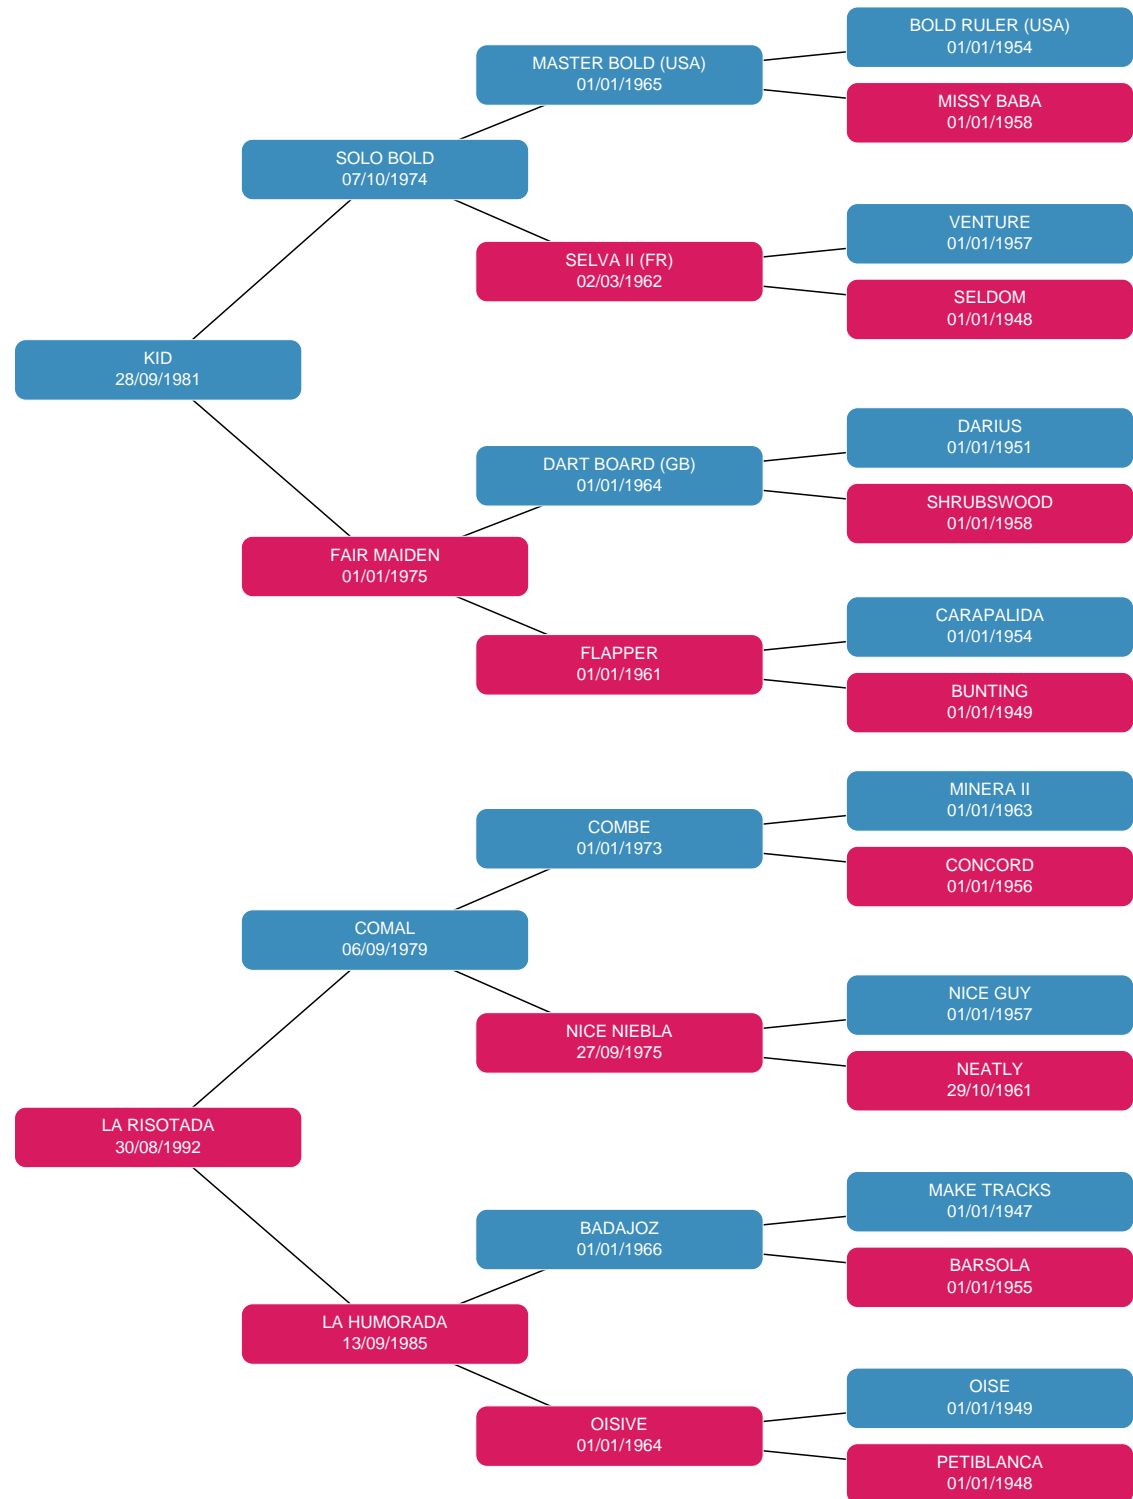 BOLD RULER (USA)
01/01/1954
MASTER BOLD (USA)
01/01/1965
MISSY BABA
01/01/1958
SOLO BOLD
07/10/1974
VENTURE
01/01/1957
SELVA II (FR)
02/03/1962
SELDOM
01/01/1948
KID
28/09/1981
DARIUS
01/01/1951
DART BOARD (GB)
01/01/1964
SHRUBSWOOD
01/01/1958
FAIR MAIDEN
01/01/1975
CARAPALIDA
01/01/1954
FLAPPER
01/01/1961
BUNTING
01/01/1949
MINERA II
01/01/1963
COMBE
01/01/1973
CONCORD
01/01/1956
COMAL
06/09/1979
NICE GUY
01/01/1957
NICE NIEBLA
27/09/1975
NEATLY
29/10/1961
LA RISOTADA
30/08/1992
MAKE TRACKS
01/01/1947
BADAJOZ
01/01/1966
BARSOLA
01/01/1955
LA HUMORADA
13/09/1985
OISE
01/01/1949
OISIVE
01/01/1964
PETIBLANCA
01/01/1948